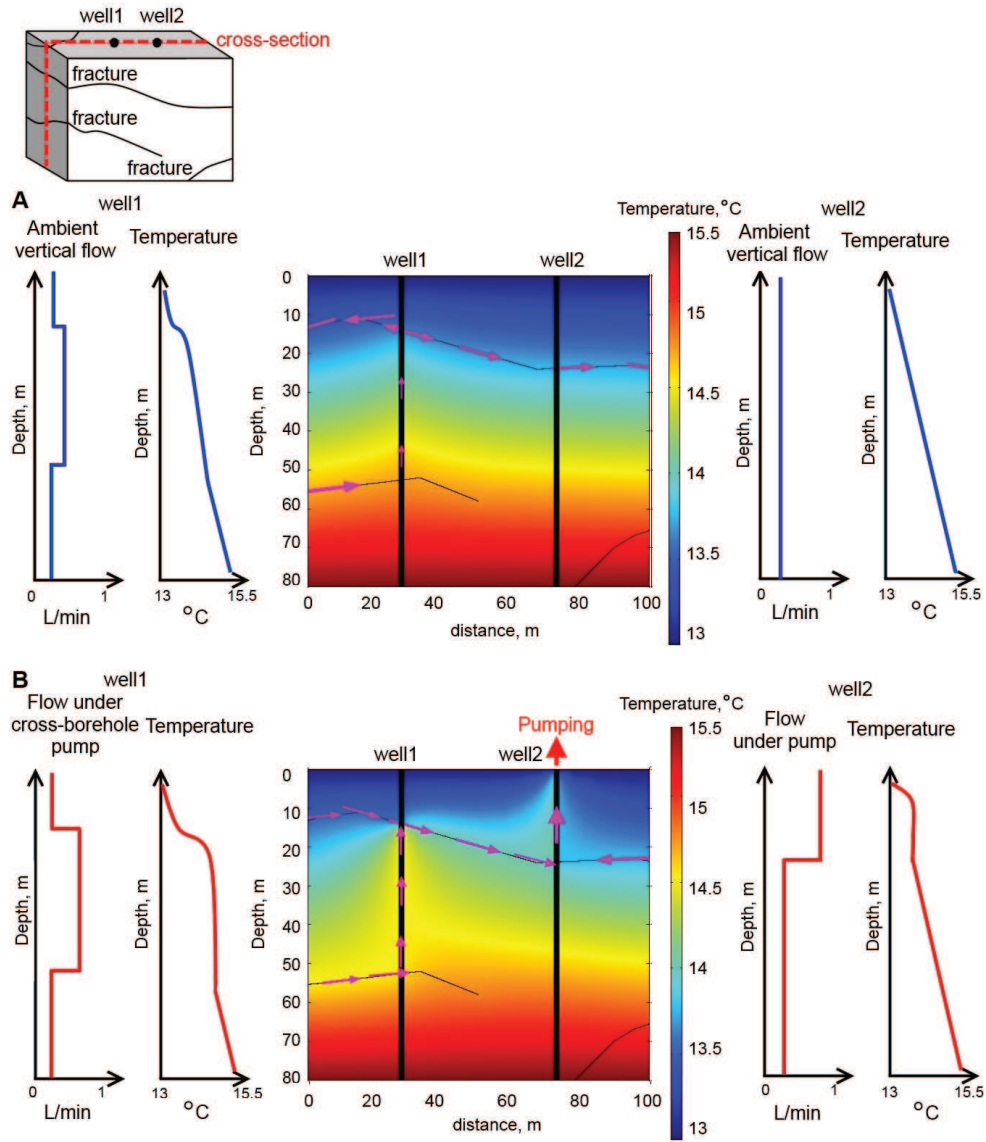 well1 well2
cross-section
fracture
fracture
fracture
A
well1
Ambient
vertical flow
Temperature
Depth, m
0 1
L/min
Depth, m
13 15.5
°C
well1 well2
0
10
20
30
40
50
60
70
80
Depth, m
0 20 40 60 80 100
distance, m
Temperature, °C
15.5
15
14.5
14
13.5
13
well2
Ambient
vertical flow
Temperature
Depth, m
0 1
L/min
Depth, m
13 15.5
°C
B
well1
Flow under
cross-borehole
pump
Temperature
Depth, m
0 1
L/min
Depth, m
13 15.5
°C
Pumping
well1 well2
0
10
20
30
40
50
60
70
80
Depth, m
0 20 40 60 80 100
distance, m
Temperature, °C
15.5
15
14.5
14
13.5
13
well2
Flow
under pump
Temperature
Depth, m
0 1
L/min
Depth, m
13 15.5
°C